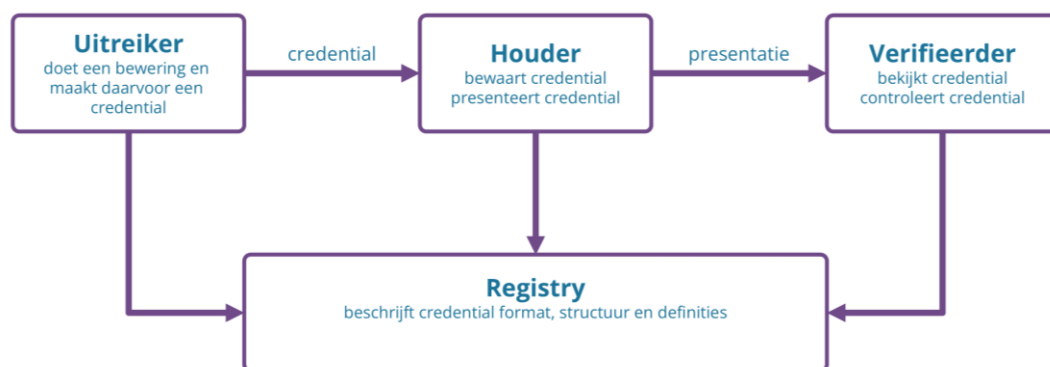 Uitreiker
doet een bewering en
maakt daarvoor een
credential
credential
Houder
bewaart credential
presenteert credential
presentatie
Verifieerder
bekijkt credential
controleert credential
Registry
beschrijft credential format, structuur en definities